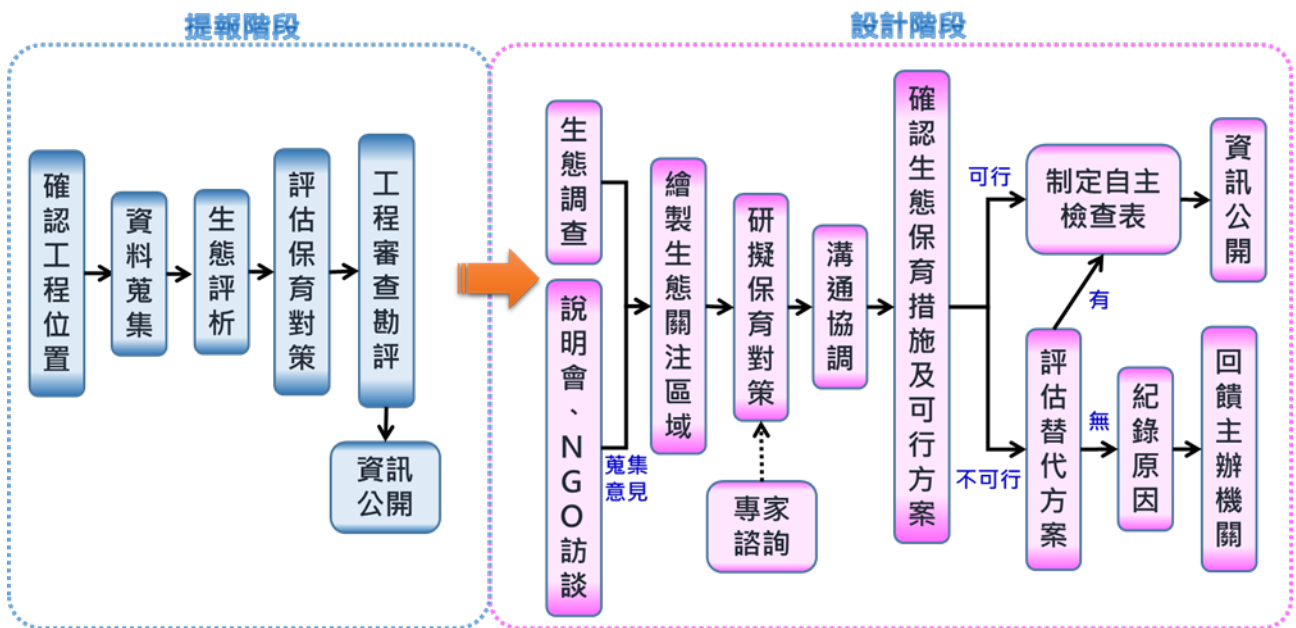 提報階段
設計階段
確認工程位置
資料蒐集
生態評析
評估保育對策
工程審查勘評
資訊
公開
生態調查
說明會、NGO訪談
蒐集
意見
繪製生態關注區域
研擬保育對策
專家
諮詢
溝通協調
確認生態保育措施及可行方案
可行
制定自主
檢查表
資訊公開
有
不可行
評估替代方案
無
紀錄原因
回饋主辦機關